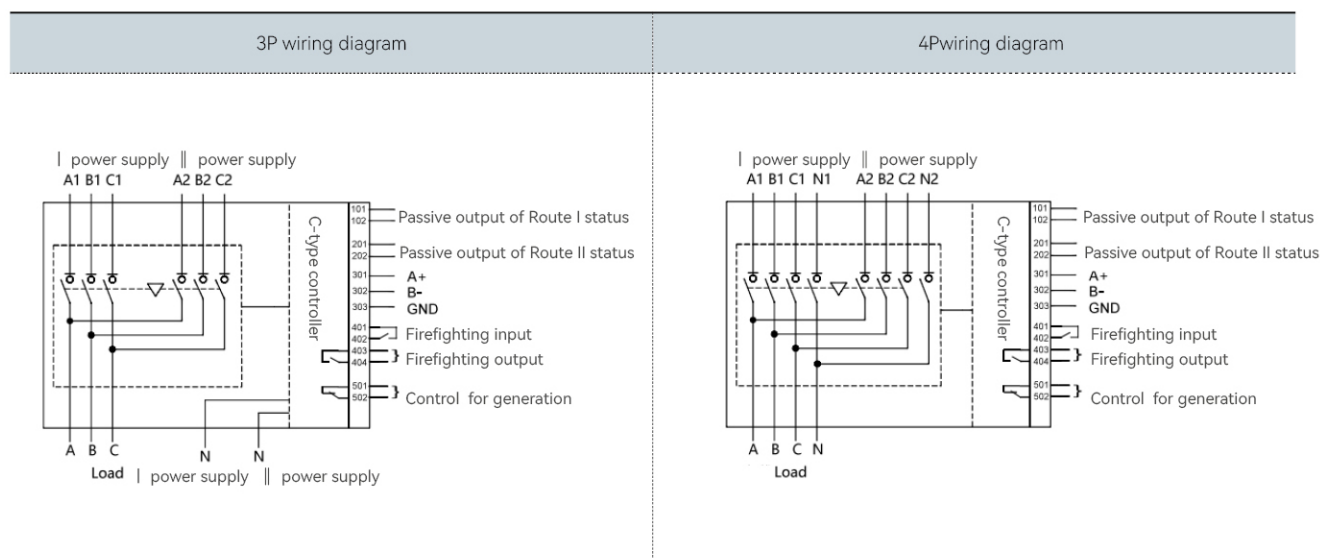 3P wiring diagram
4Pwiring diagram
| power supply || power supply
A1 B1 C1 A2 B2 C2
C-type controller
101
102
Passive output of Route I status
201
202
Passive output of Route II status
301 A+
302 B-
303 GND
401
402
Firefighting input
403
404
Firefighting output
501
502
Control for generation
A B C N N
Load | power supply || power supply
| power supply || power supply
A1 B1 C1 N1 A2 B2 C2 N2
C-type controller
101
102
Passive output of Route I status
201
202
Passive output of Route II status
301 A+
302 B-
303 GND
401
402
Firefighting input
403
404
Firefighting output
501
502
Control for generation
A B C N
Load